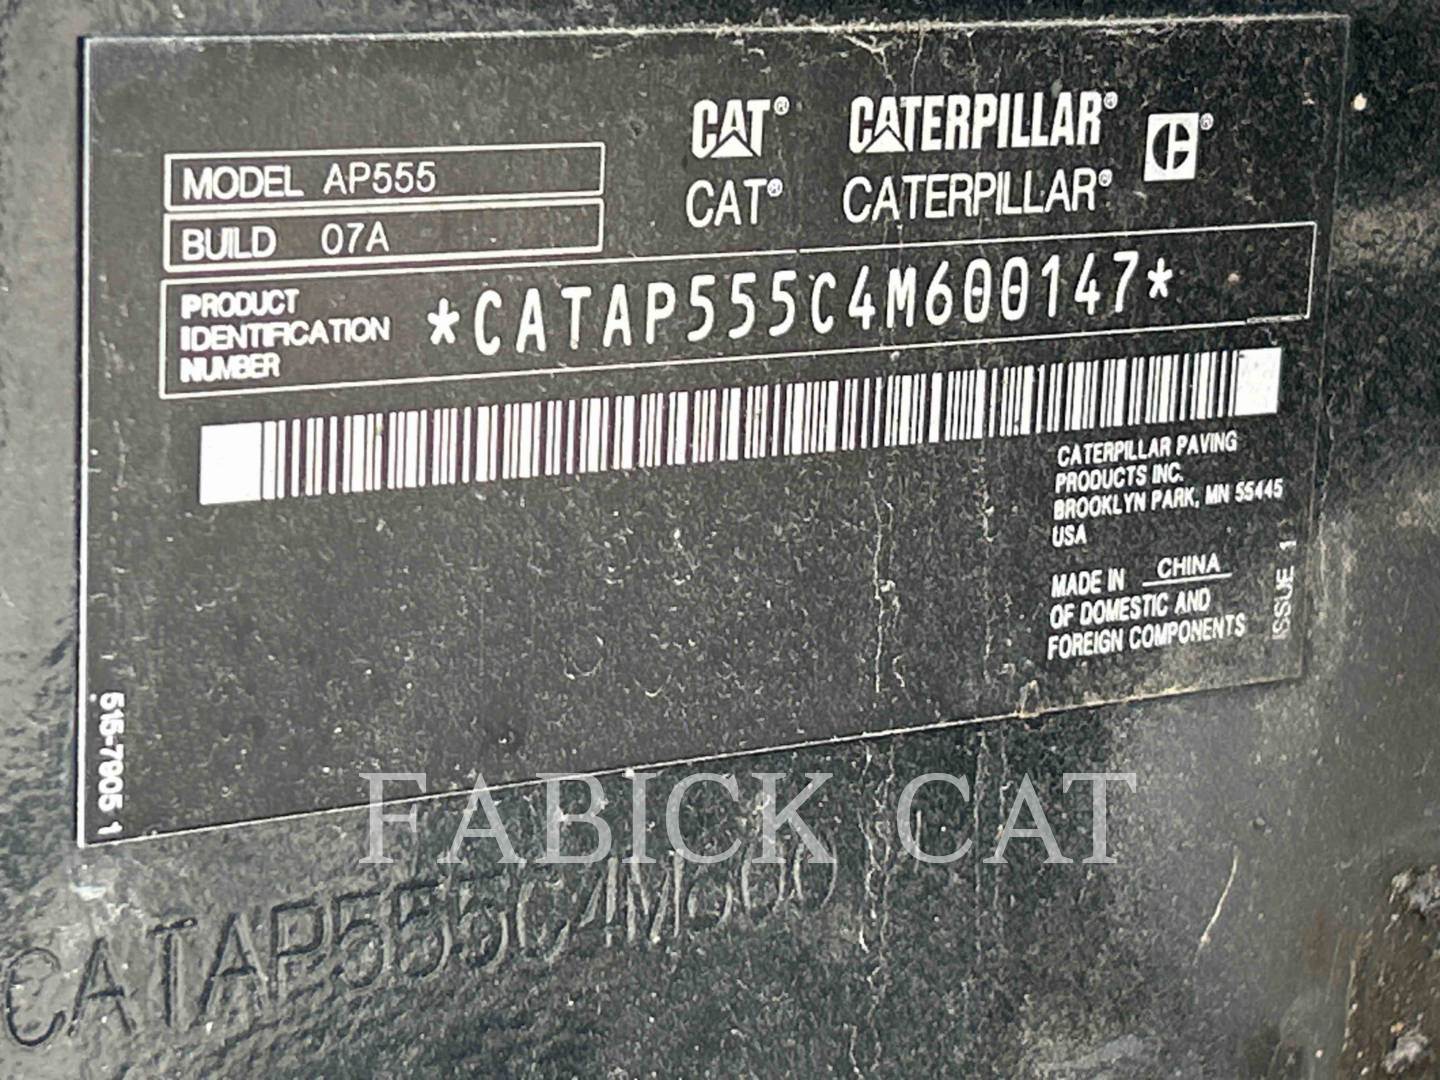 CAT® CATERPILLAR®
CAT® CATERPILLAR®
MODEL AP555
BUILD 07A
PRODUCT
IDENTIFICATION
NUMBER
*CATAP555C4M600147*
CATERPILLAR PAVING
PRODUCTS INC.
BROOKLYN PARK, MN 55445
USA
MADE IN CHINA
OF DOMESTIC AND
FOREIGN COMPONENTS
ISSUE 1
515-7905 1
FABICK CAT
CATAP555C4M600